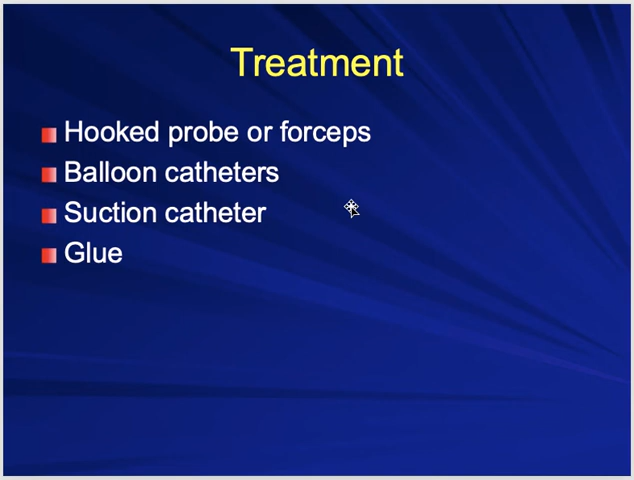 Treatment
Hooked probe or forceps
Balloon catheters
Suction catheter
Glue